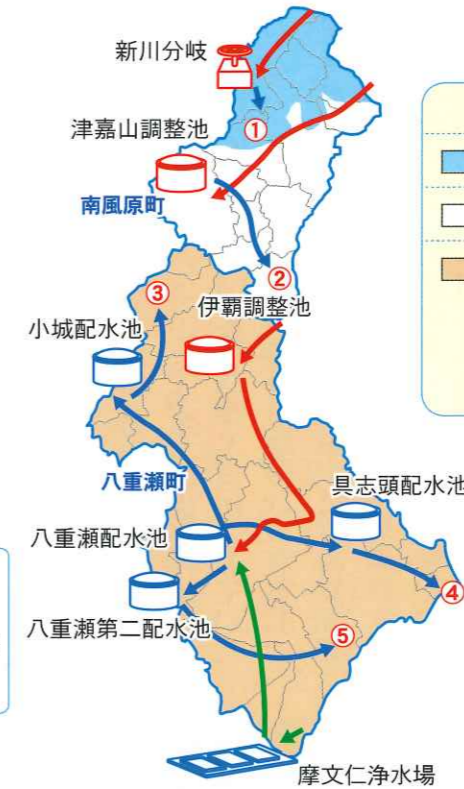 新川分岐
①
津嘉山調整池
南風原町
②
③
伊覇調整池
小城配水池
八重瀬町
具志頭配水池
八重瀬配水池
④
八重瀬第二配水池
⑤
摩文仁浄水場